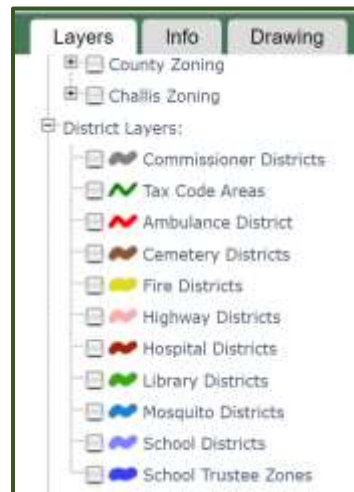 Layers Info Drawing
County Zoning
Challis Zoning
District Layers:
Commissioner Districts
Tax Code Areas
Ambulance District
Cemetery Districts
Fire Districts
Highway Districts
Hospital Districts
Library Districts
Mosquito Districts
School Districts
School Trustee Zones